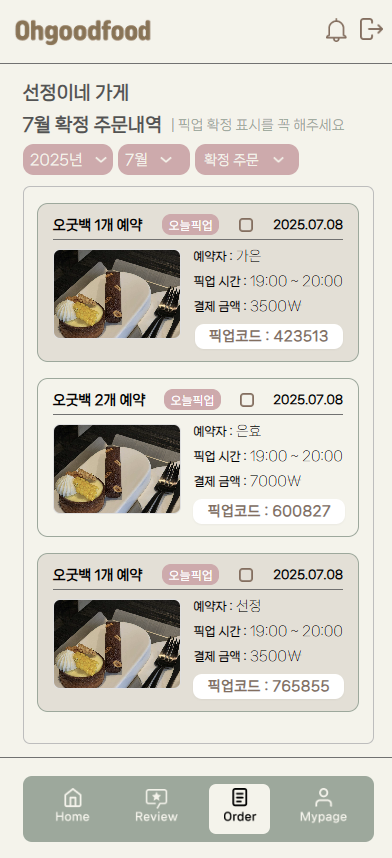 Ohgoodfood
선정이네 가게
7월 확정 주문내역 | 픽업 확정 표시를 꼭 해주세요
2025년 7월 확정 주문
오굿백 1개 예약 오늘픽업 2025.07.08
예약자 : 가은
픽업 시간 : 19:00 ~ 20:00
결제 금액 : 3500W
픽업코드 : 423513
오굿백 2개 예약 오늘픽업 2025.07.08
예약자 : 은효
픽업 시간 : 19:00 ~ 20:00
결제 금액 : 7000W
픽업코드 : 600827
오굿백 1개 예약 오늘픽업 2025.07.08
예약자 : 선정
픽업 시간 : 19:00 ~ 20:00
결제 금액 : 3500W
픽업코드 : 765855
Home Review Order Mypage